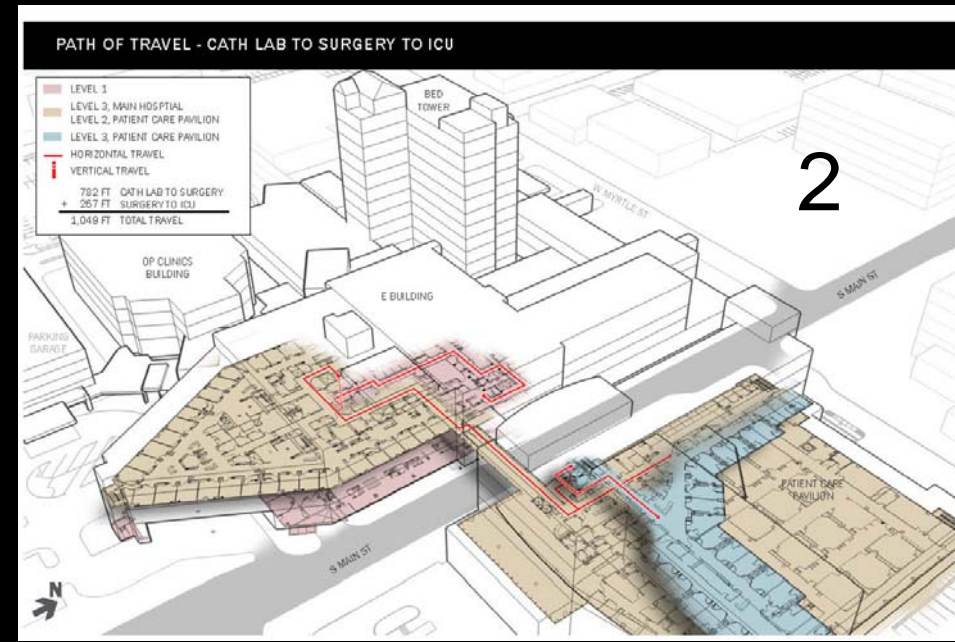 PATH OF TRAVEL - CATH LAB TO SURGERY TO ICU
LEVEL 1
LEVEL 3, MAIN HOSPTIAL
LEVEL 2, PATIENT CARE PAVILION
LEVEL 3, PATIENT CARE PAVILION
HORIZONTAL TRAVEL
VERTICAL TRAVEL
782 FT CATH LAB TO SURGERY
+ 267 FT SURGERY TO ICU
1,049 FT TOTAL TRAVEL
BED
TOWER
2
W MYRTLE ST
OP CLINICS
BUILDING
E BUILDING
S MAIN ST
PARKING
GARAGE
PATIENT CARE
PAVILION
S MAIN ST
N